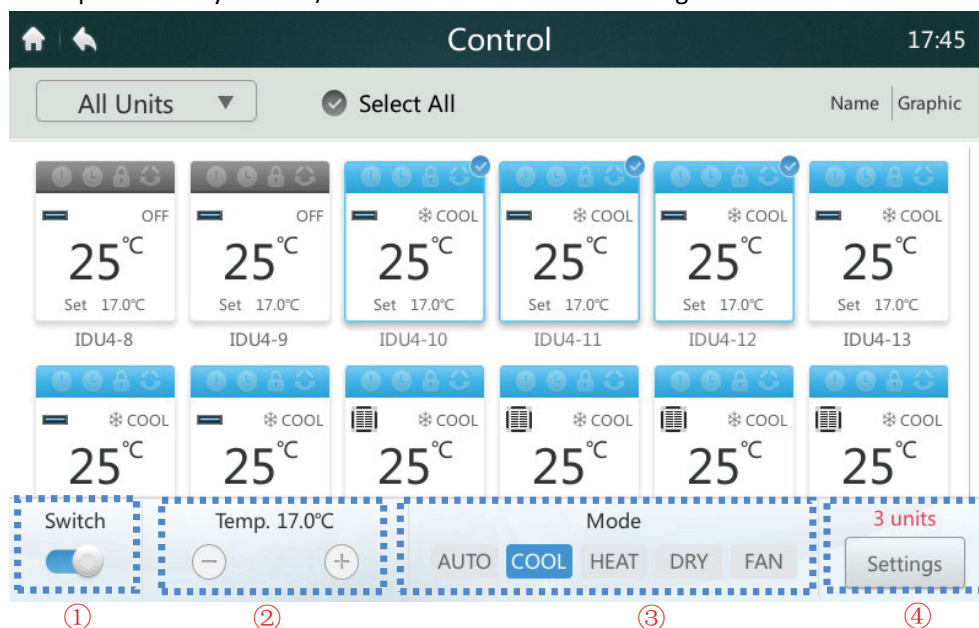 Control
17:45
All Units ▼ Select All Name Graphic
OFF OFF ❄ COOL ❄ COOL ❄ COOL ❄ COOL
25℃ 25℃ 25℃ 25℃ 25℃ 25℃
Set 17.0℃ Set 17.0℃ Set 17.0℃ Set 17.0℃ Set 17.0℃ Set 17.0℃
IDU4-8 IDU4-9 IDU4-10 IDU4-11 IDU4-12 IDU4-13
❄ COOL ❄ COOL ❄ COOL ❄ COOL ❄ COOL ❄ COOL
25℃ 25℃ 25℃ 25℃ 25℃ 25℃
Switch Temp. 17.0℃ Mode 3 units
− + AUTO COOL HEAT DRY FAN Settings
① ② ③ ④